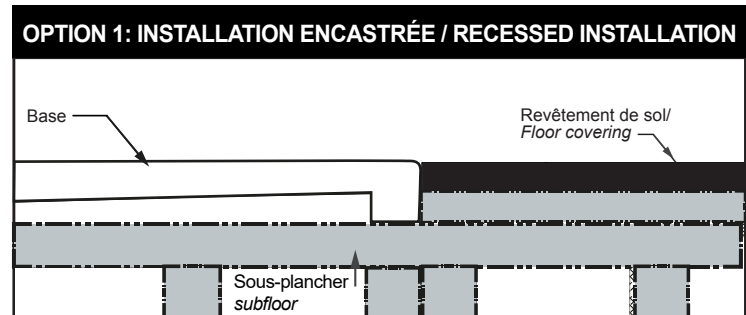 OPTION 1: INSTALLATION ENCASTRÉE / RECESSED INSTALLATION
Base
Revêtement de sol/
Floor covering
Sous-plancher
subfloor